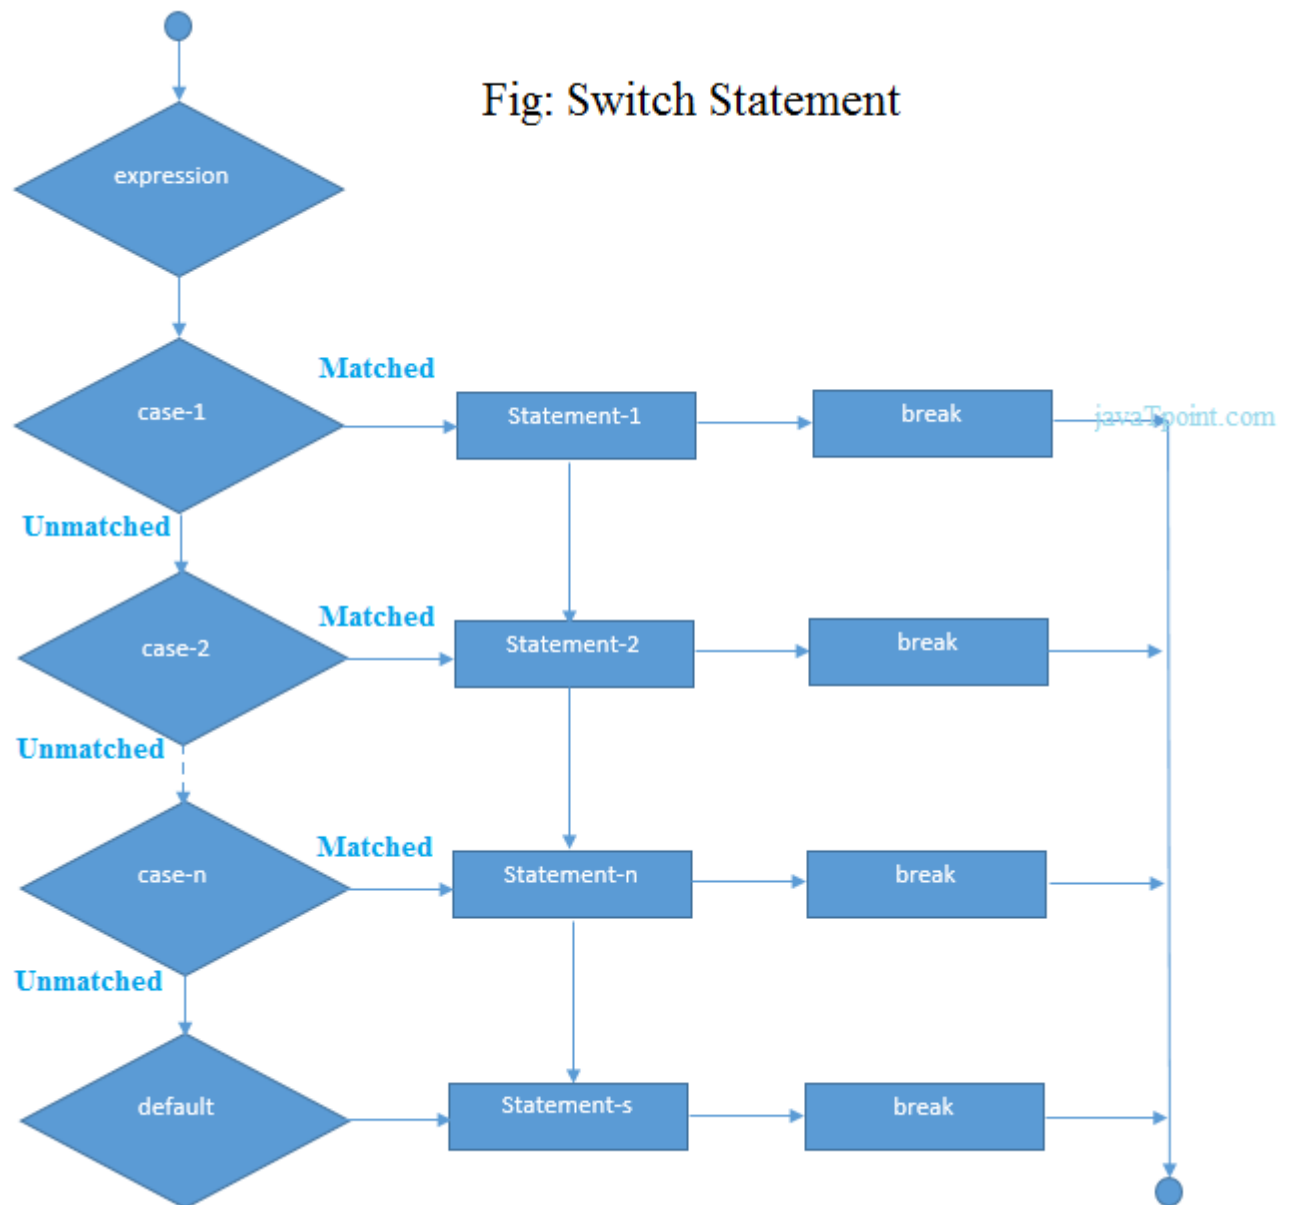 Fig: Switch Statement
expression
case-1
Matched
Statement-1
break
javaTpoint.com
Unmatched
case-2
Matched
Statement-2
break
Unmatched
case-n
Matched
Statement-n
break
Unmatched
default
Statement-s
break